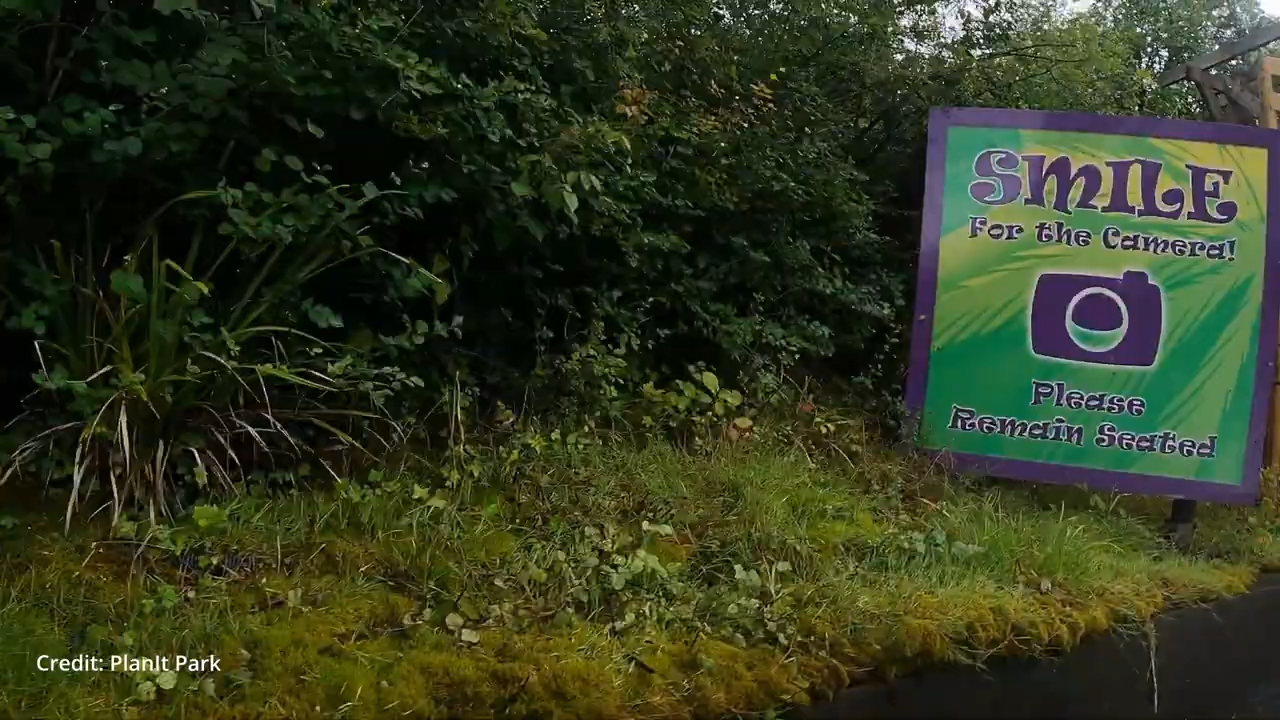 SMILE
For the Camera!
Please
Remain Seated
Credit: PlanIt Park